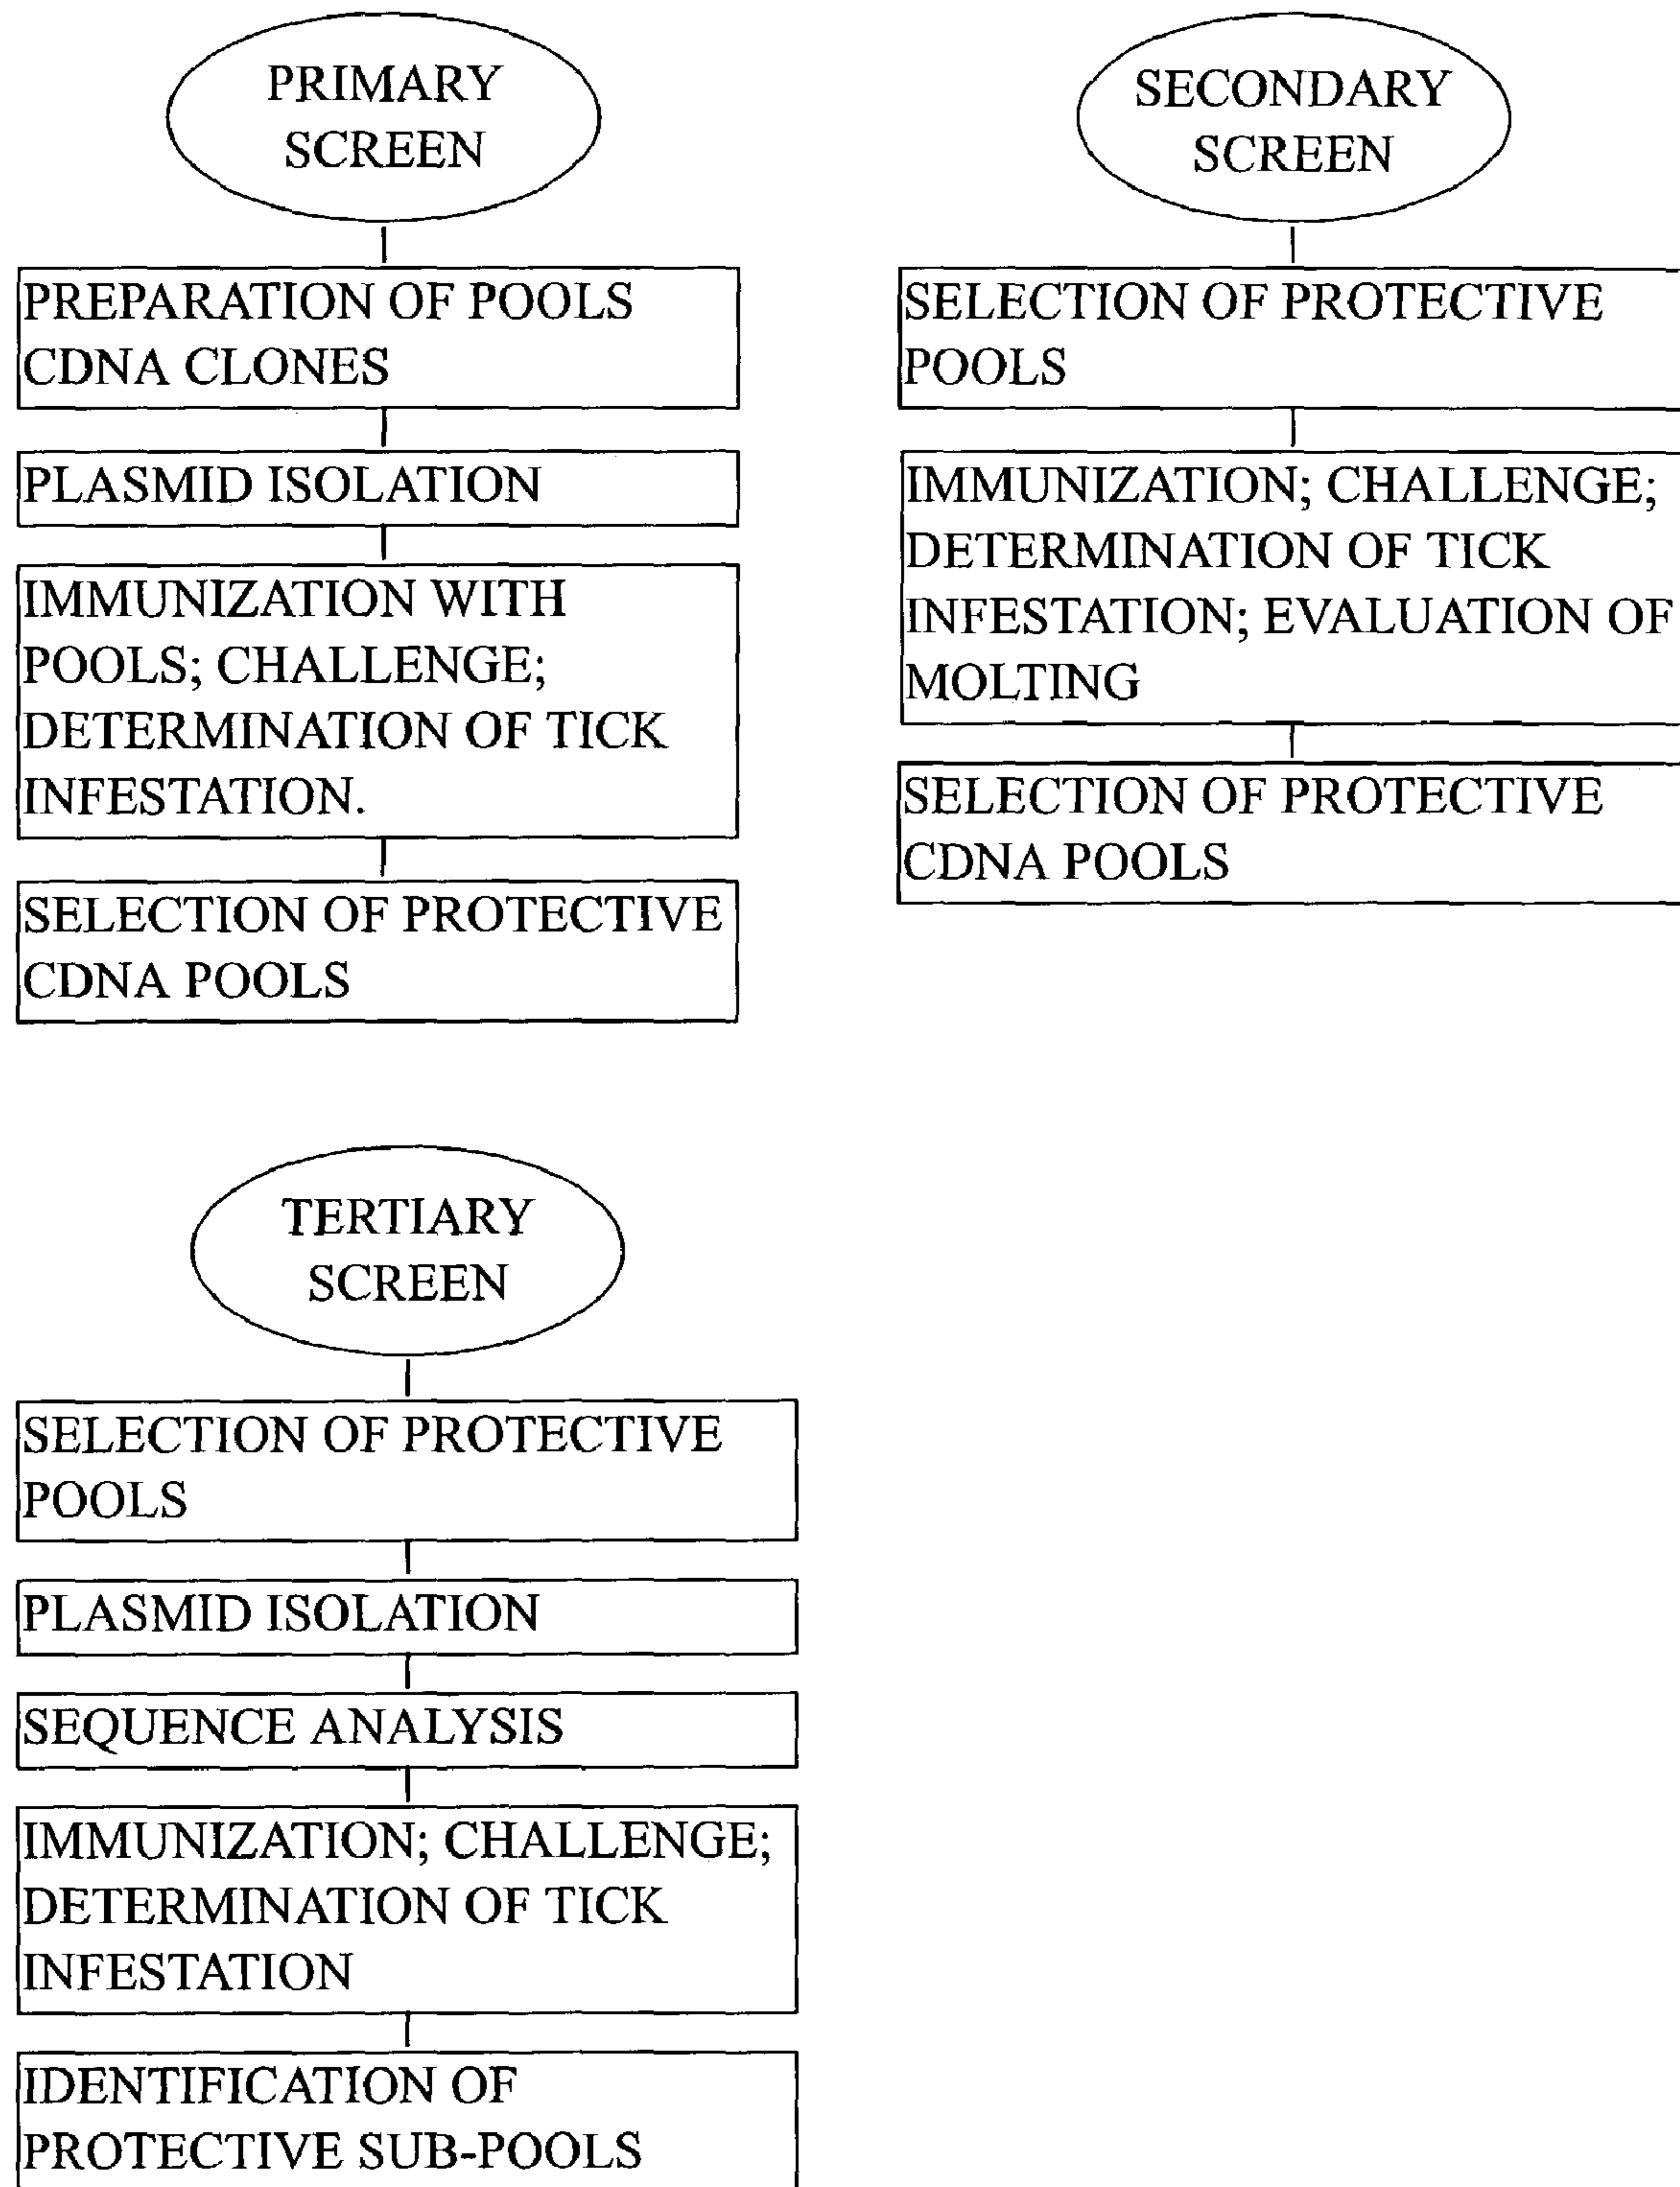 PRIMARY
SCREEN
PREPARATION OF POOLS
CDNA CLONES
PLASMID ISOLATION
IMMUNIZATION WITH
POOLS; CHALLENGE;
DETERMINATION OF TICK
INFESTATION.
SELECTION OF PROTECTIVE
CDNA POOLS
SECONDARY
SCREEN
SELECTION OF PROTECTIVE
POOLS
IMMUNIZATION; CHALLENGE;
DETERMINATION OF TICK
INFESTATION; EVALUATION OF
MOLTING
SELECTION OF PROTECTIVE
CDNA POOLS
TERTIARY
SCREEN
SELECTION OF PROTECTIVE
POOLS
PLASMID ISOLATION
SEQUENCE ANALYSIS
IMMUNIZATION; CHALLENGE;
DETERMINATION OF TICK
INFESTATION
IDENTIFICATION OF
PROTECTIVE SUB-POOLS